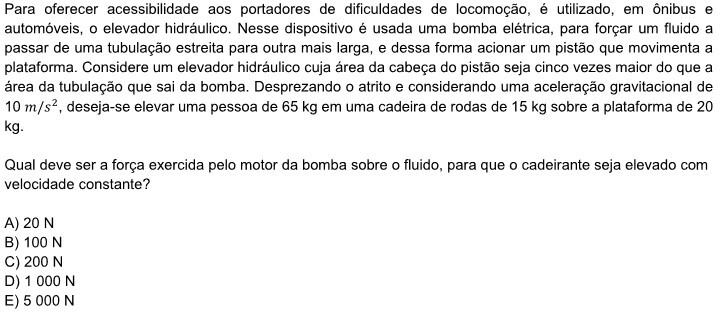 Para oferecer acessibilidade aos portadores de dificuldades de locomoção, é utilizado, em ônibus e
automóveis, o elevador hidráulico. Nesse dispositivo é usada uma bomba elétrica, para forçar um fluido a
passar de uma tubulação estreita para outra mais larga, e dessa forma acionar um pistão que movimenta a
plataforma. Considere um elevador hidráulico cuja área da cabeça do pistão seja cinco vezes maior do que a
área da tubulação que sai da bomba. Desprezando o atrito e considerando uma aceleração gravitacional de
10 m/s², deseja-se elevar uma pessoa de 65 kg em uma cadeira de rodas de 15 kg sobre a plataforma de 20
kg.
Qual deve ser a força exercida pelo motor da bomba sobre o fluido, para que o cadeirante seja elevado com
velocidade constante?
A) 20 N
B) 100 N
C) 200 N
D) 1 000 N
E) 5 000 N